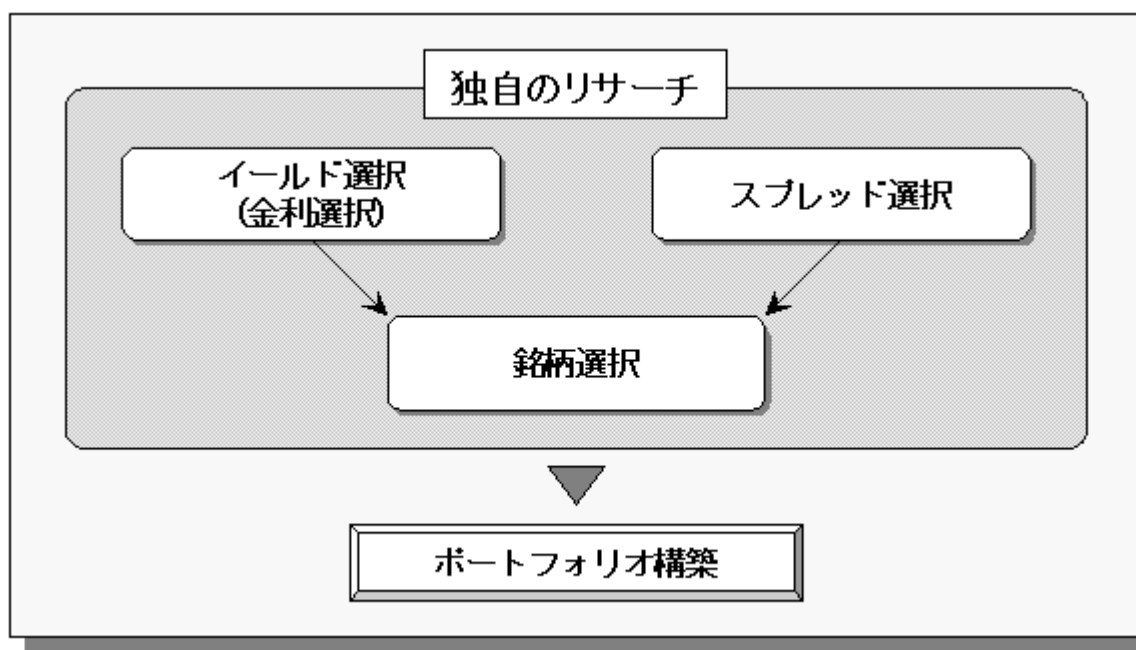 独自のリサーチ
イールド選択
(金利選択)
スプレッド選択
銘柄選択
ポートフォリオ構築